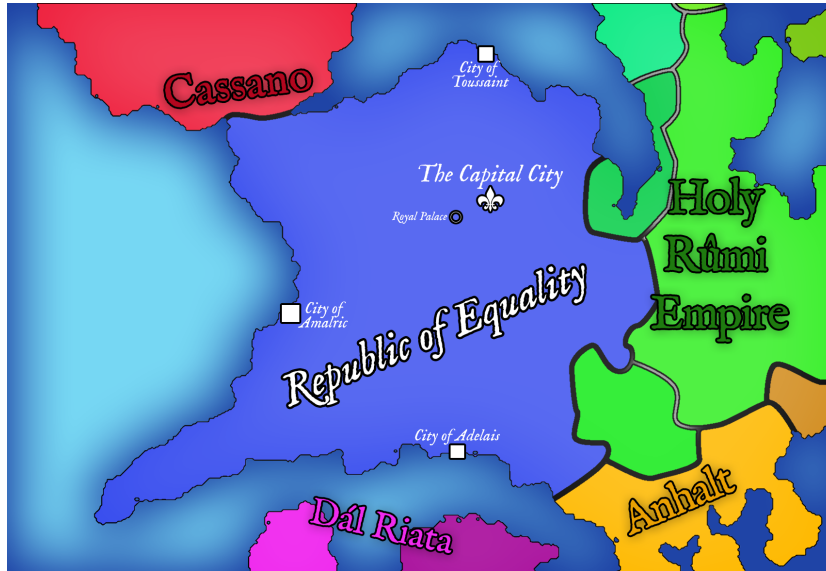 City of
Toussaint
Cassano
The Capital City
Royal Palace
Holy
Rûmi
Empire
City of
Amalric
Republic of Equality
City of Adelais
Dál Riata
Anhalt